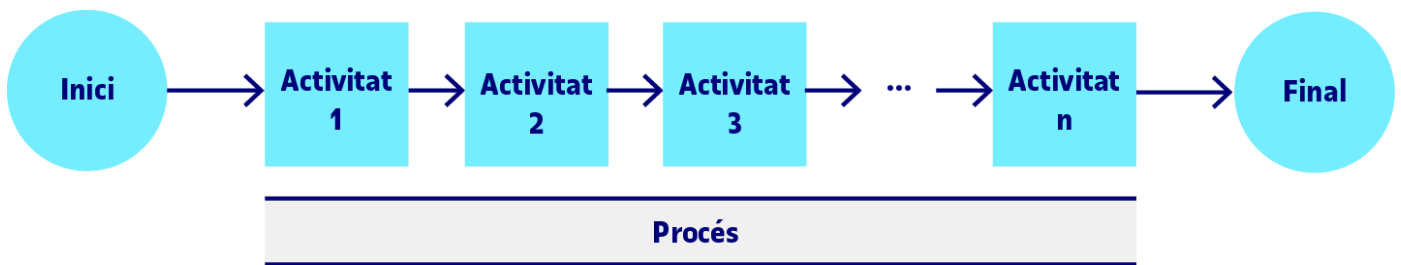 Inici
Activitat
1
Activitat
2
Activitat
3
...
Activitat
n
Final
Procés